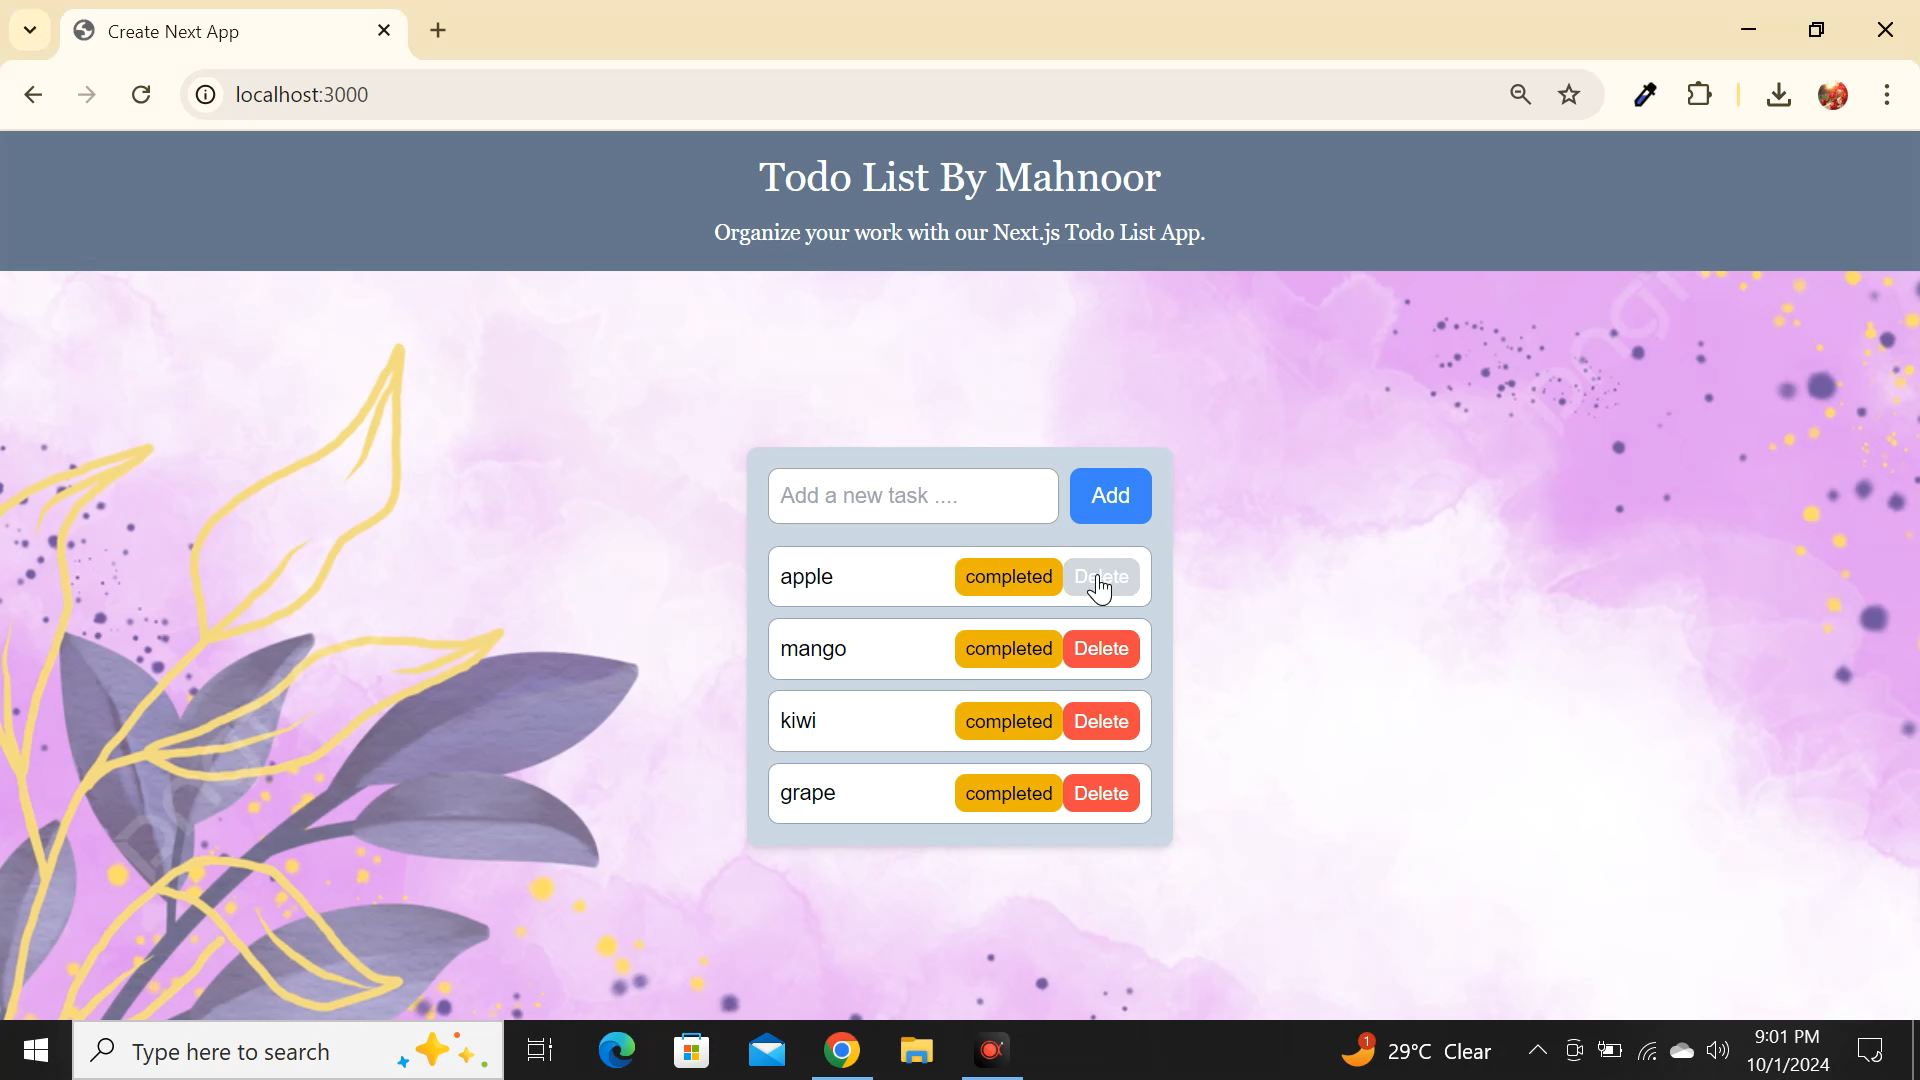 Create Next App
localhost:3000
Todo List By Mahnoor
Organize your work with our Next.js Todo List App.
Add a new task ....
Add
apple
completed
Delete
mango
completed
Delete
kiwi
completed
Delete
grape
completed
Delete
Type here to search
1
29°C Clear
9:01 PM
10/1/2024